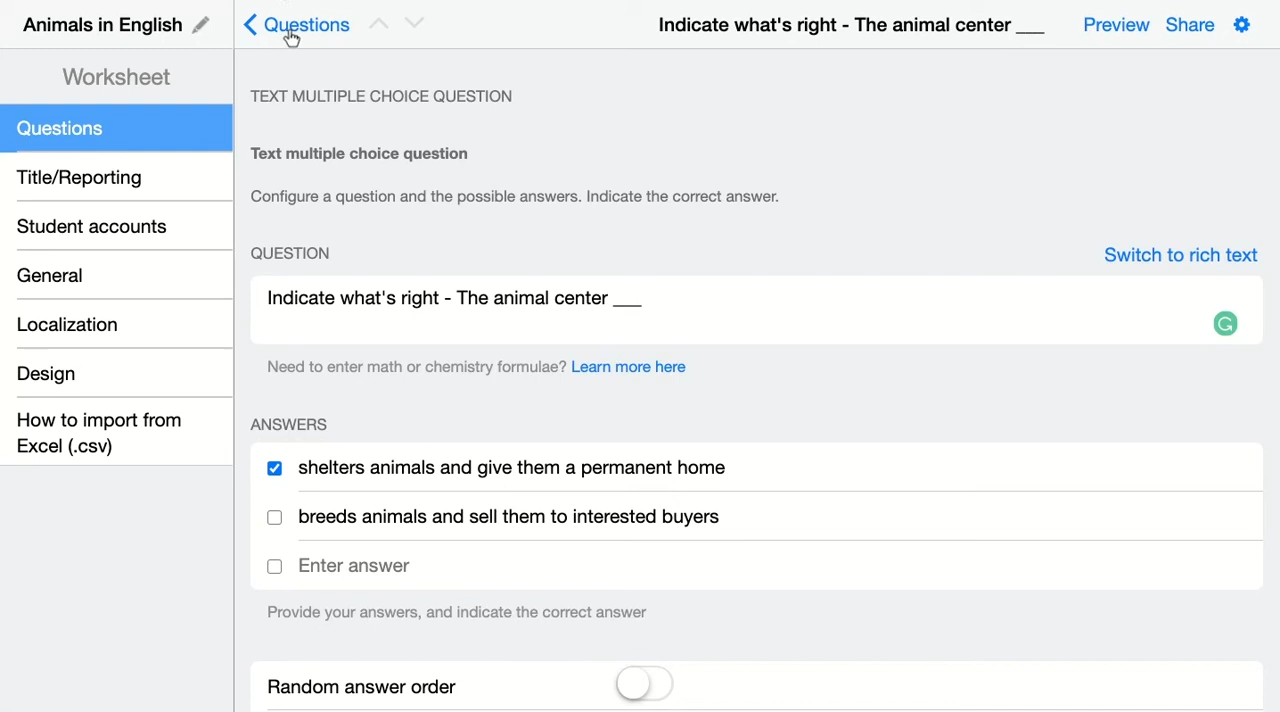 Animals in English
Questions
Indicate what's right - The animal center ___
Preview
Share
Worksheet
Questions
Title/Reporting
Student accounts
General
Localization
Design
How to import from
Excel (.csv)
TEXT MULTIPLE CHOICE QUESTION
Text multiple choice question
Configure a question and the possible answers. Indicate the correct answer.
QUESTION
Switch to rich text
Indicate what's right - The animal center ___
Need to enter math or chemistry formulae? Learn more here
ANSWERS
shelters animals and give them a permanent home
breeds animals and sell them to interested buyers
Enter answer
Provide your answers, and indicate the correct answer
Random answer order